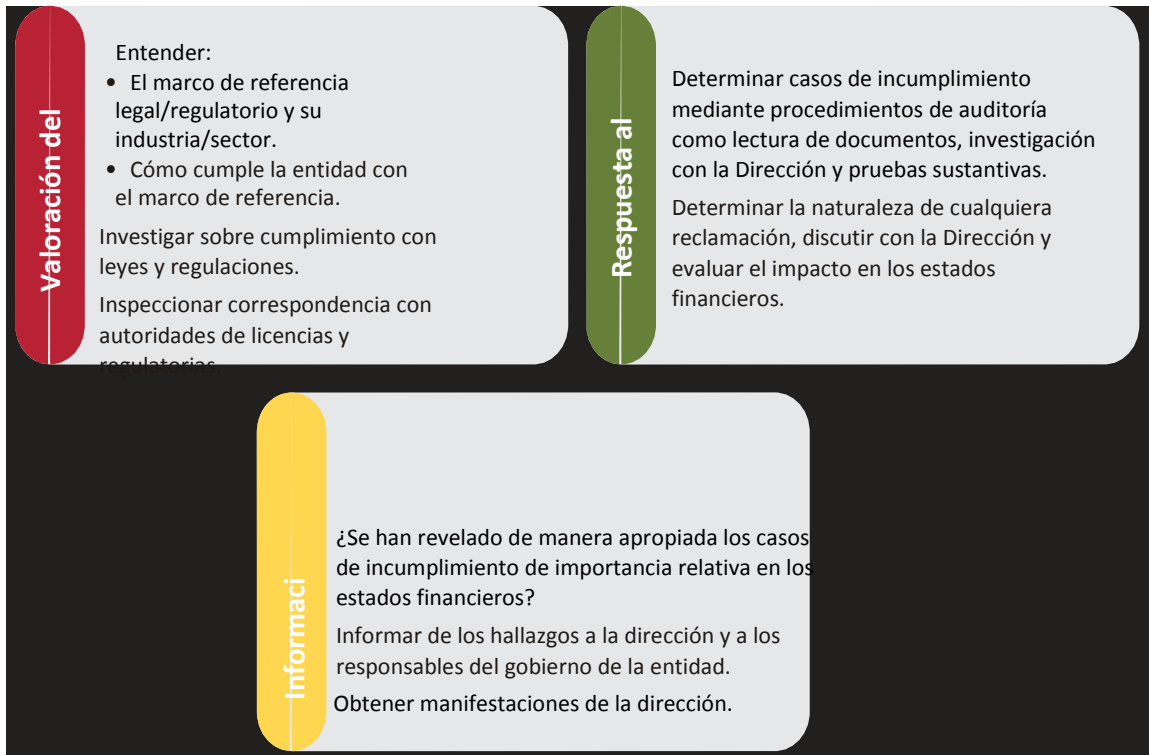 Valoración del
Entender:
• El marco de referencia
legal/regulatorio y su
industria/sector.
• Cómo cumple la entidad con
el marco de referencia.
Investigar sobre cumplimiento con
leyes y regulaciones.
Inspeccionar correspondencia con
autoridades de licencias y
regulatorias.
Respuesta al
Determinar casos de incumplimiento
mediante procedimientos de auditoría
como lectura de documentos, investigación
con la Dirección y pruebas sustantivas.
Determinar la naturaleza de cualquiera
reclamación, discutir con la Dirección y
evaluar el impacto en los estados
financieros.
Informaci
¿Se han revelado de manera apropiada los casos
de incumplimiento de importancia relativa en los
estados financieros?
Informar de los hallazgos a la dirección y a los
responsables del gobierno de la entidad.
Obtener manifestaciones de la dirección.